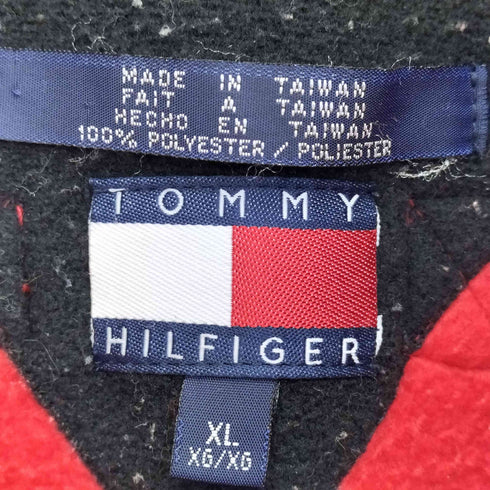 MADE IN TAIWAN
FAIT A TAIWAN
HECHO EN TAIWAN
100% POLYESTER / POLIESTER
TOMMY
HILFIGER
XL
XG/XG